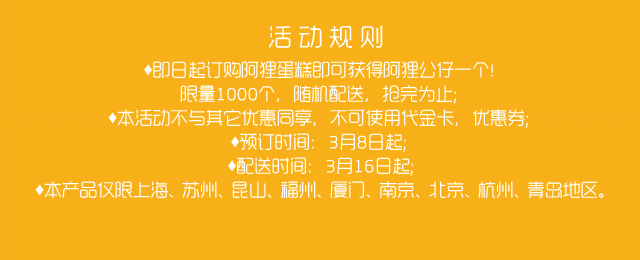 活动规则
♦即日起订购阿狸蛋糕即可获得阿狸公仔一个!
限量1000个，随机配送，抢完为止;
♦本活动不与其它优惠同享，不可使用代金卡，优惠券;
♦预订时间：3月8日起;
♦配送时间：3月16日起;
♦本产品仅限上海、苏州、昆山、福州、厦门、南京、北京、杭州、青岛地区。